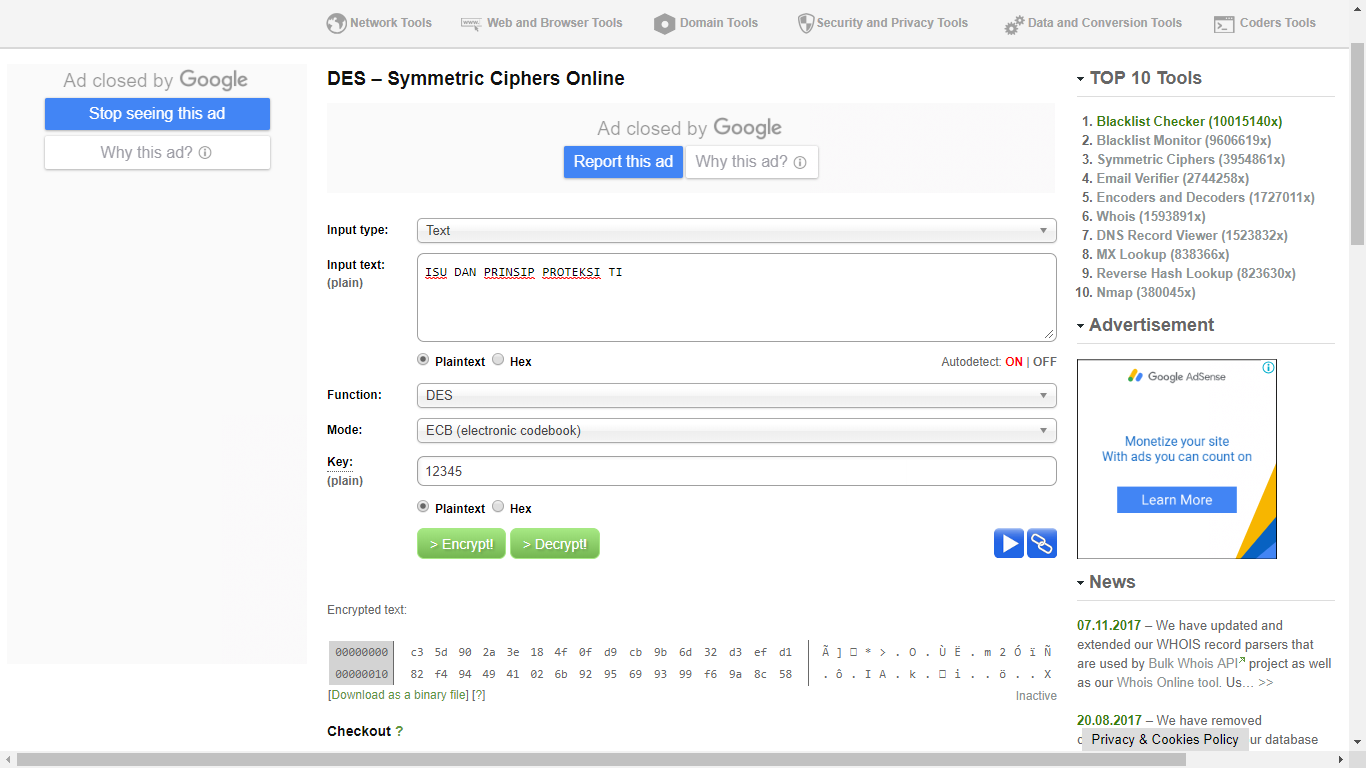 Network Tools Web and Browser Tools Domain Tools Security and Privacy Tools Data and Conversion Tools Coders Tools
Ad closed by Google
Stop seeing this ad
Why this ad?
DES – Symmetric Ciphers Online
Ad closed by Google
Report this ad Why this ad?
Input type: Text
Input text: ISU DAN PRINSIP PROTEKSI TI
(plain)
Plaintext Hex Autodetect: ON | OFF
Function: DES
Mode: ECB (electronic codebook)
Key: 12345
(plain)
Plaintext Hex
> Encrypt! > Decrypt!
Encrypted text:
00000000 c3 5d 90 2a 3e 18 4f 0f d9 cb 9b 6d 32 d3 ef d1 Ã ] □ * > . O . Ù Ë . m 2 Ó ï Ñ
00000010 82 f4 94 49 41 02 6b 92 95 69 93 99 f6 9a 8c 58 . ô . I A . k . □ i . . ö . . X
[Download as a binary file] [?] Inactive
Checkout ?
TOP 10 Tools
1. Blacklist Checker (10015140x)
2. Blacklist Monitor (9606619x)
3. Symmetric Ciphers (3954861x)
4. Email Verifier (2744258x)
5. Encoders and Decoders (1727011x)
6. Whois (1593891x)
7. DNS Record Viewer (1523832x)
8. MX Lookup (838366x)
9. Reverse Hash Lookup (823630x)
10. Nmap (380045x)
Advertisement
Google AdSense
Monetize your site
With ads you can count on
Learn More
News
07.11.2017 – We have updated and
extended our WHOIS record parsers that
are used by Bulk Whois API project as well
as our Whois Online tool. Us… >>
20.08.2017 – We have removed
database
Privacy & Cookies Policy